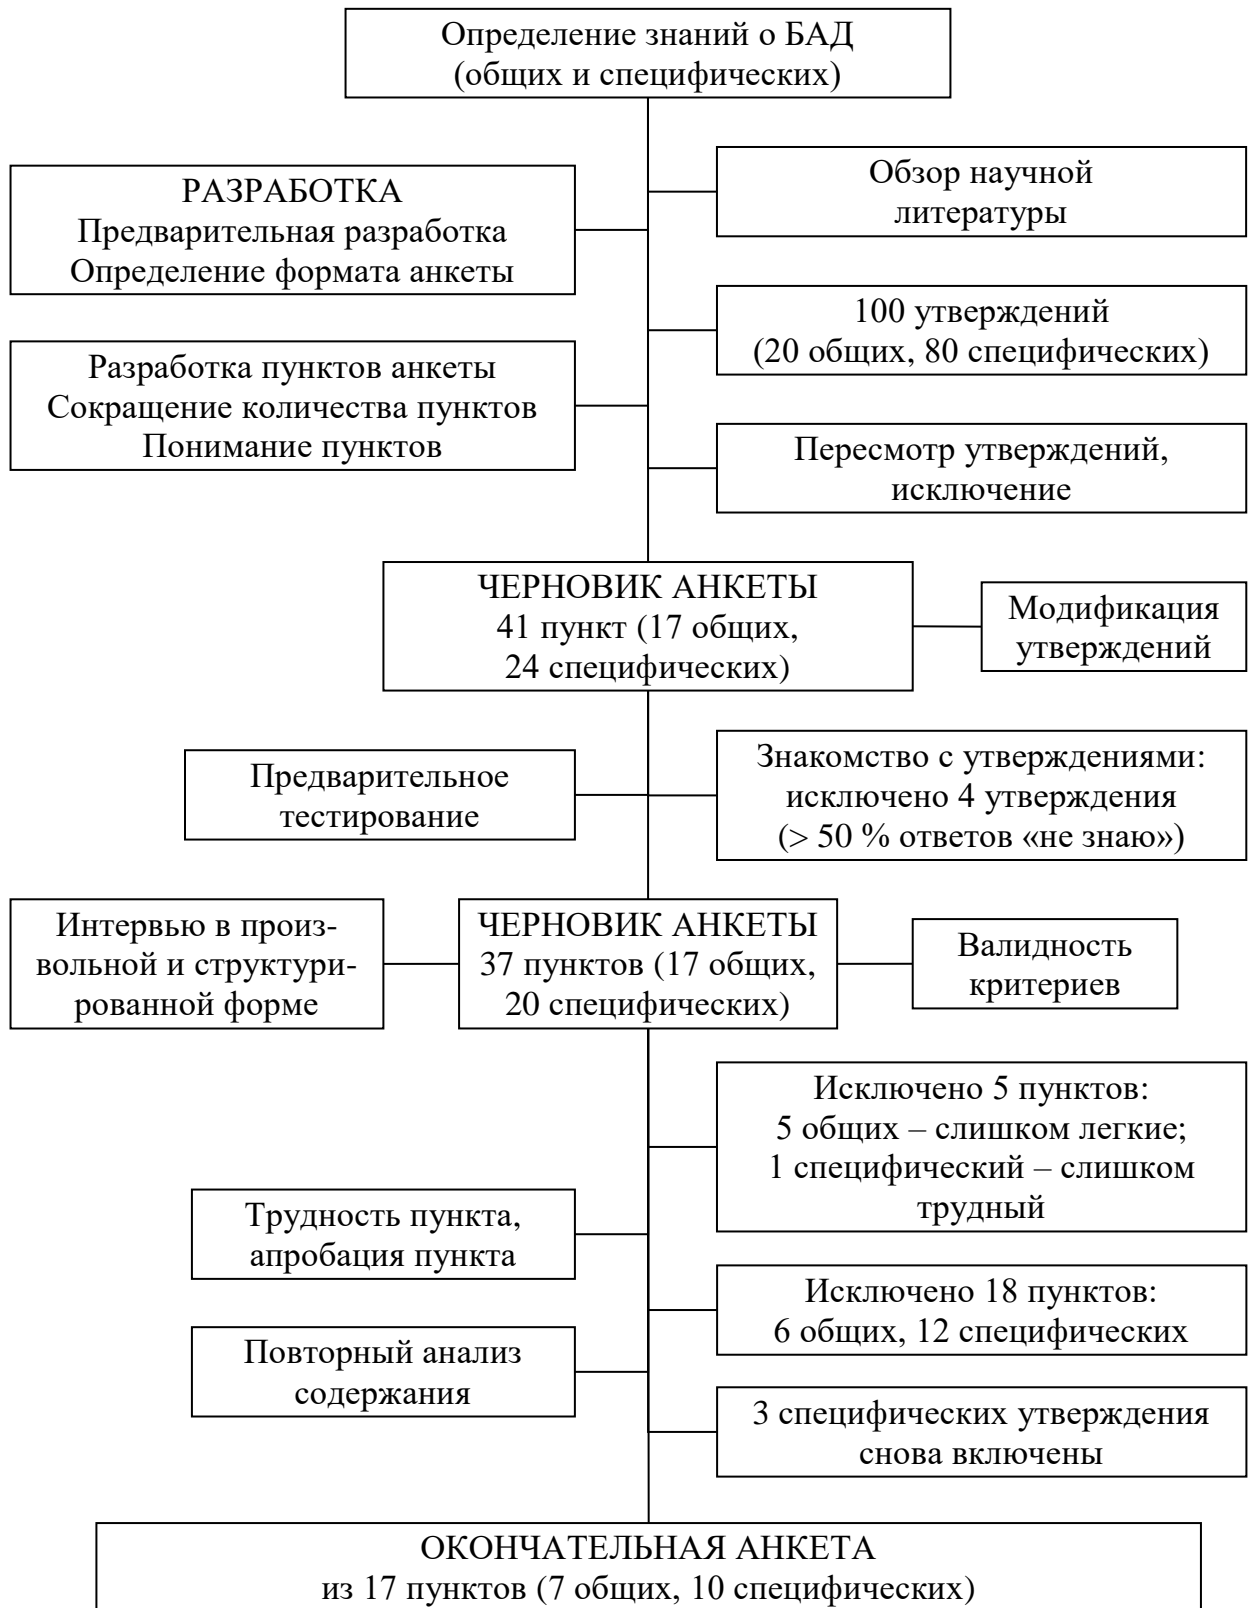 Определение знаний о БАД
(общих и специфических)
РАЗРАБОТКА
Предварительная разработка
Определение формата анкеты
Обзор научной
литературы
100 утверждений
(20 общих, 80 специфических)
Разработка пунктов анкеты
Сокращение количества пунктов
Понимание пунктов
Пересмотр утверждений,
исключение
ЧЕРНОВИК АНКЕТЫ
41 пункт (17 общих,
24 специфических)
Модификация
утверждений
Предварительное
тестирование
Знакомство с утверждениями:
исключено 4 утверждения
(> 50 % ответов «не знаю»)
Интервью в произ-
вольной и структури-
рованной форме
ЧЕРНОВИК АНКЕТЫ
37 пунктов (17 общих,
20 специфических)
Валидность
критериев
Исключено 5 пунктов:
5 общих – слишком легкие;
1 специфический – слишком
трудный
Трудность пункта,
апробация пункта
Исключено 18 пунктов:
6 общих, 12 специфических
Повторный анализ
содержания
3 специфических утверждения
снова включены
ОКОНЧАТЕЛЬНАЯ АНКЕТА
из 17 пунктов (7 общих, 10 специфических)